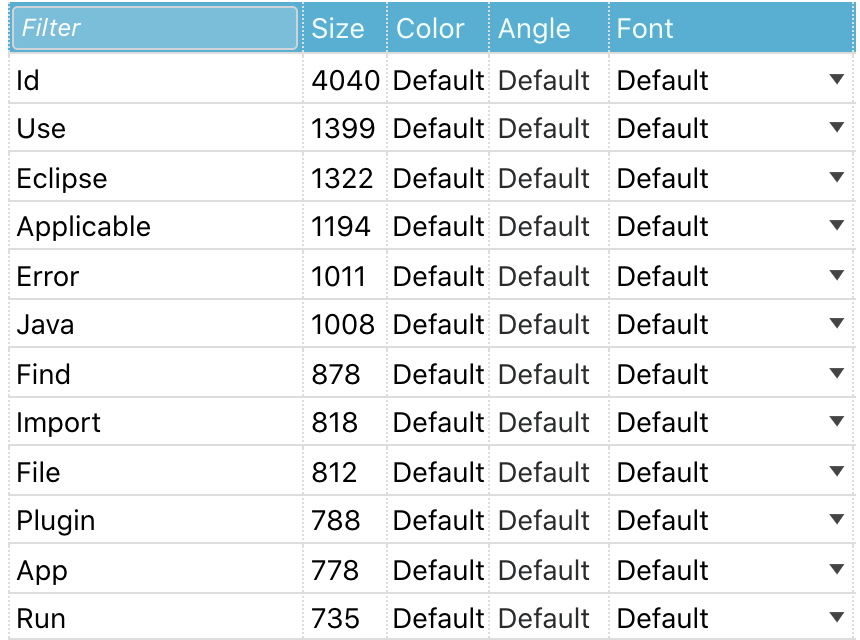 Filter Size Color Angle Font
Id 4040 Default Default Default
Use 1399 Default Default Default
Eclipse 1322 Default Default Default
Applicable 1194 Default Default Default
Error 1011 Default Default Default
Java 1008 Default Default Default
Find 878 Default Default Default
Import 818 Default Default Default
File 812 Default Default Default
Plugin 788 Default Default Default
App 778 Default Default Default
Run 735 Default Default Default